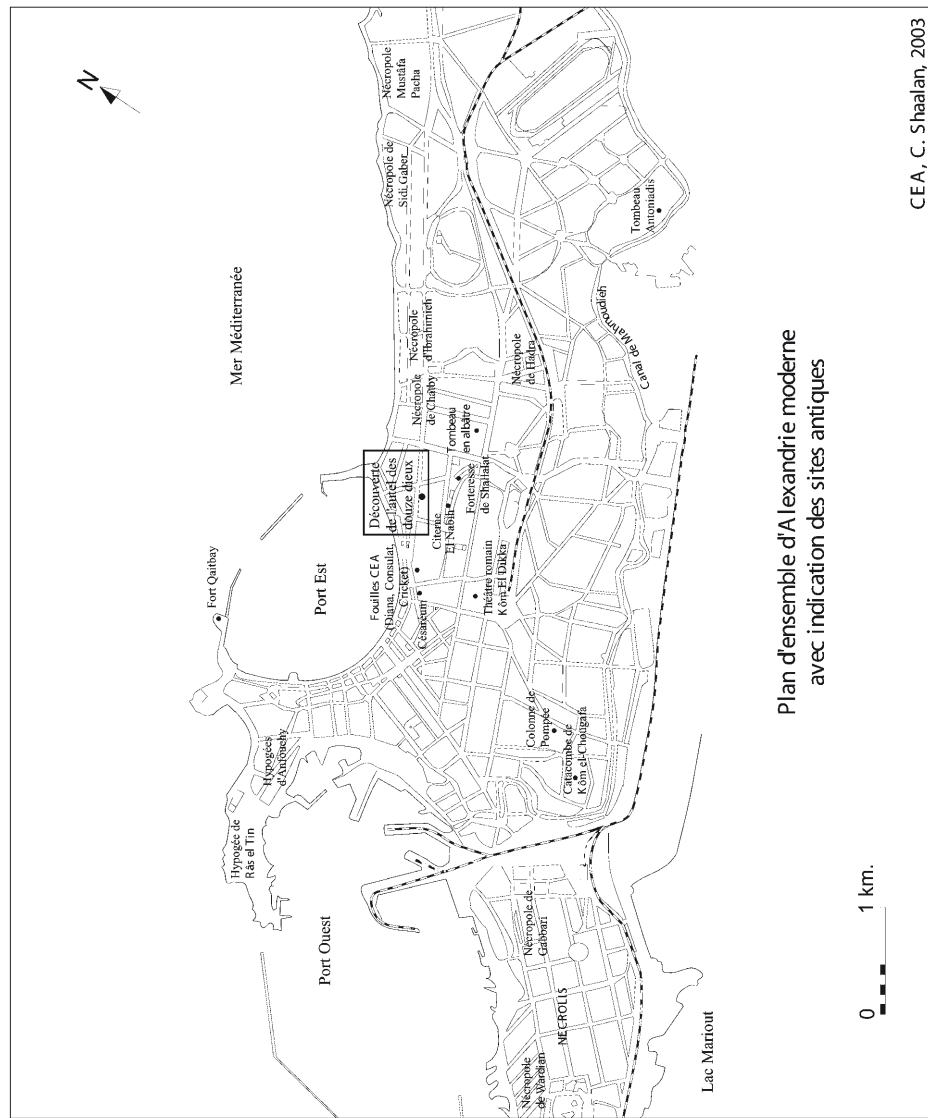 N
Mer Méditerranée
Nécropole
Mustâfa
Pacha
Nécropole de
Sidi Gaber
Tombeau
Antoniadis
Fort Qaitbay
Port Est
Nécropole
d'Ibrahimieh
Nécropole
de Chatby
Nécropole
de Hadra
Canal de Mahmoudieh
Découverte
de l'autel des
douze dieux
Tombeau
en albâtre
Forteresse
de Shallalat
Citerne
El Nabih
Fouilles CEA
(Diana, Consulat,
Cricket)
Césareum
Théâtre romain
Kôm El Dikka
Hypogées
d'Anfouchy
Colonne de
Pompée
Catacombe de
Kôm el-Chougafa
Hypogée de
Râs el Tin
Port Ouest
Nécropole de
Gabbari
NECROLIS
Nécropole
de Wardian
Lac Mariout
0 1 km.
Plan d'ensemble d'Alexandrie moderne
avec indication des sites antiques
CEA, C. Shaalan, 2003